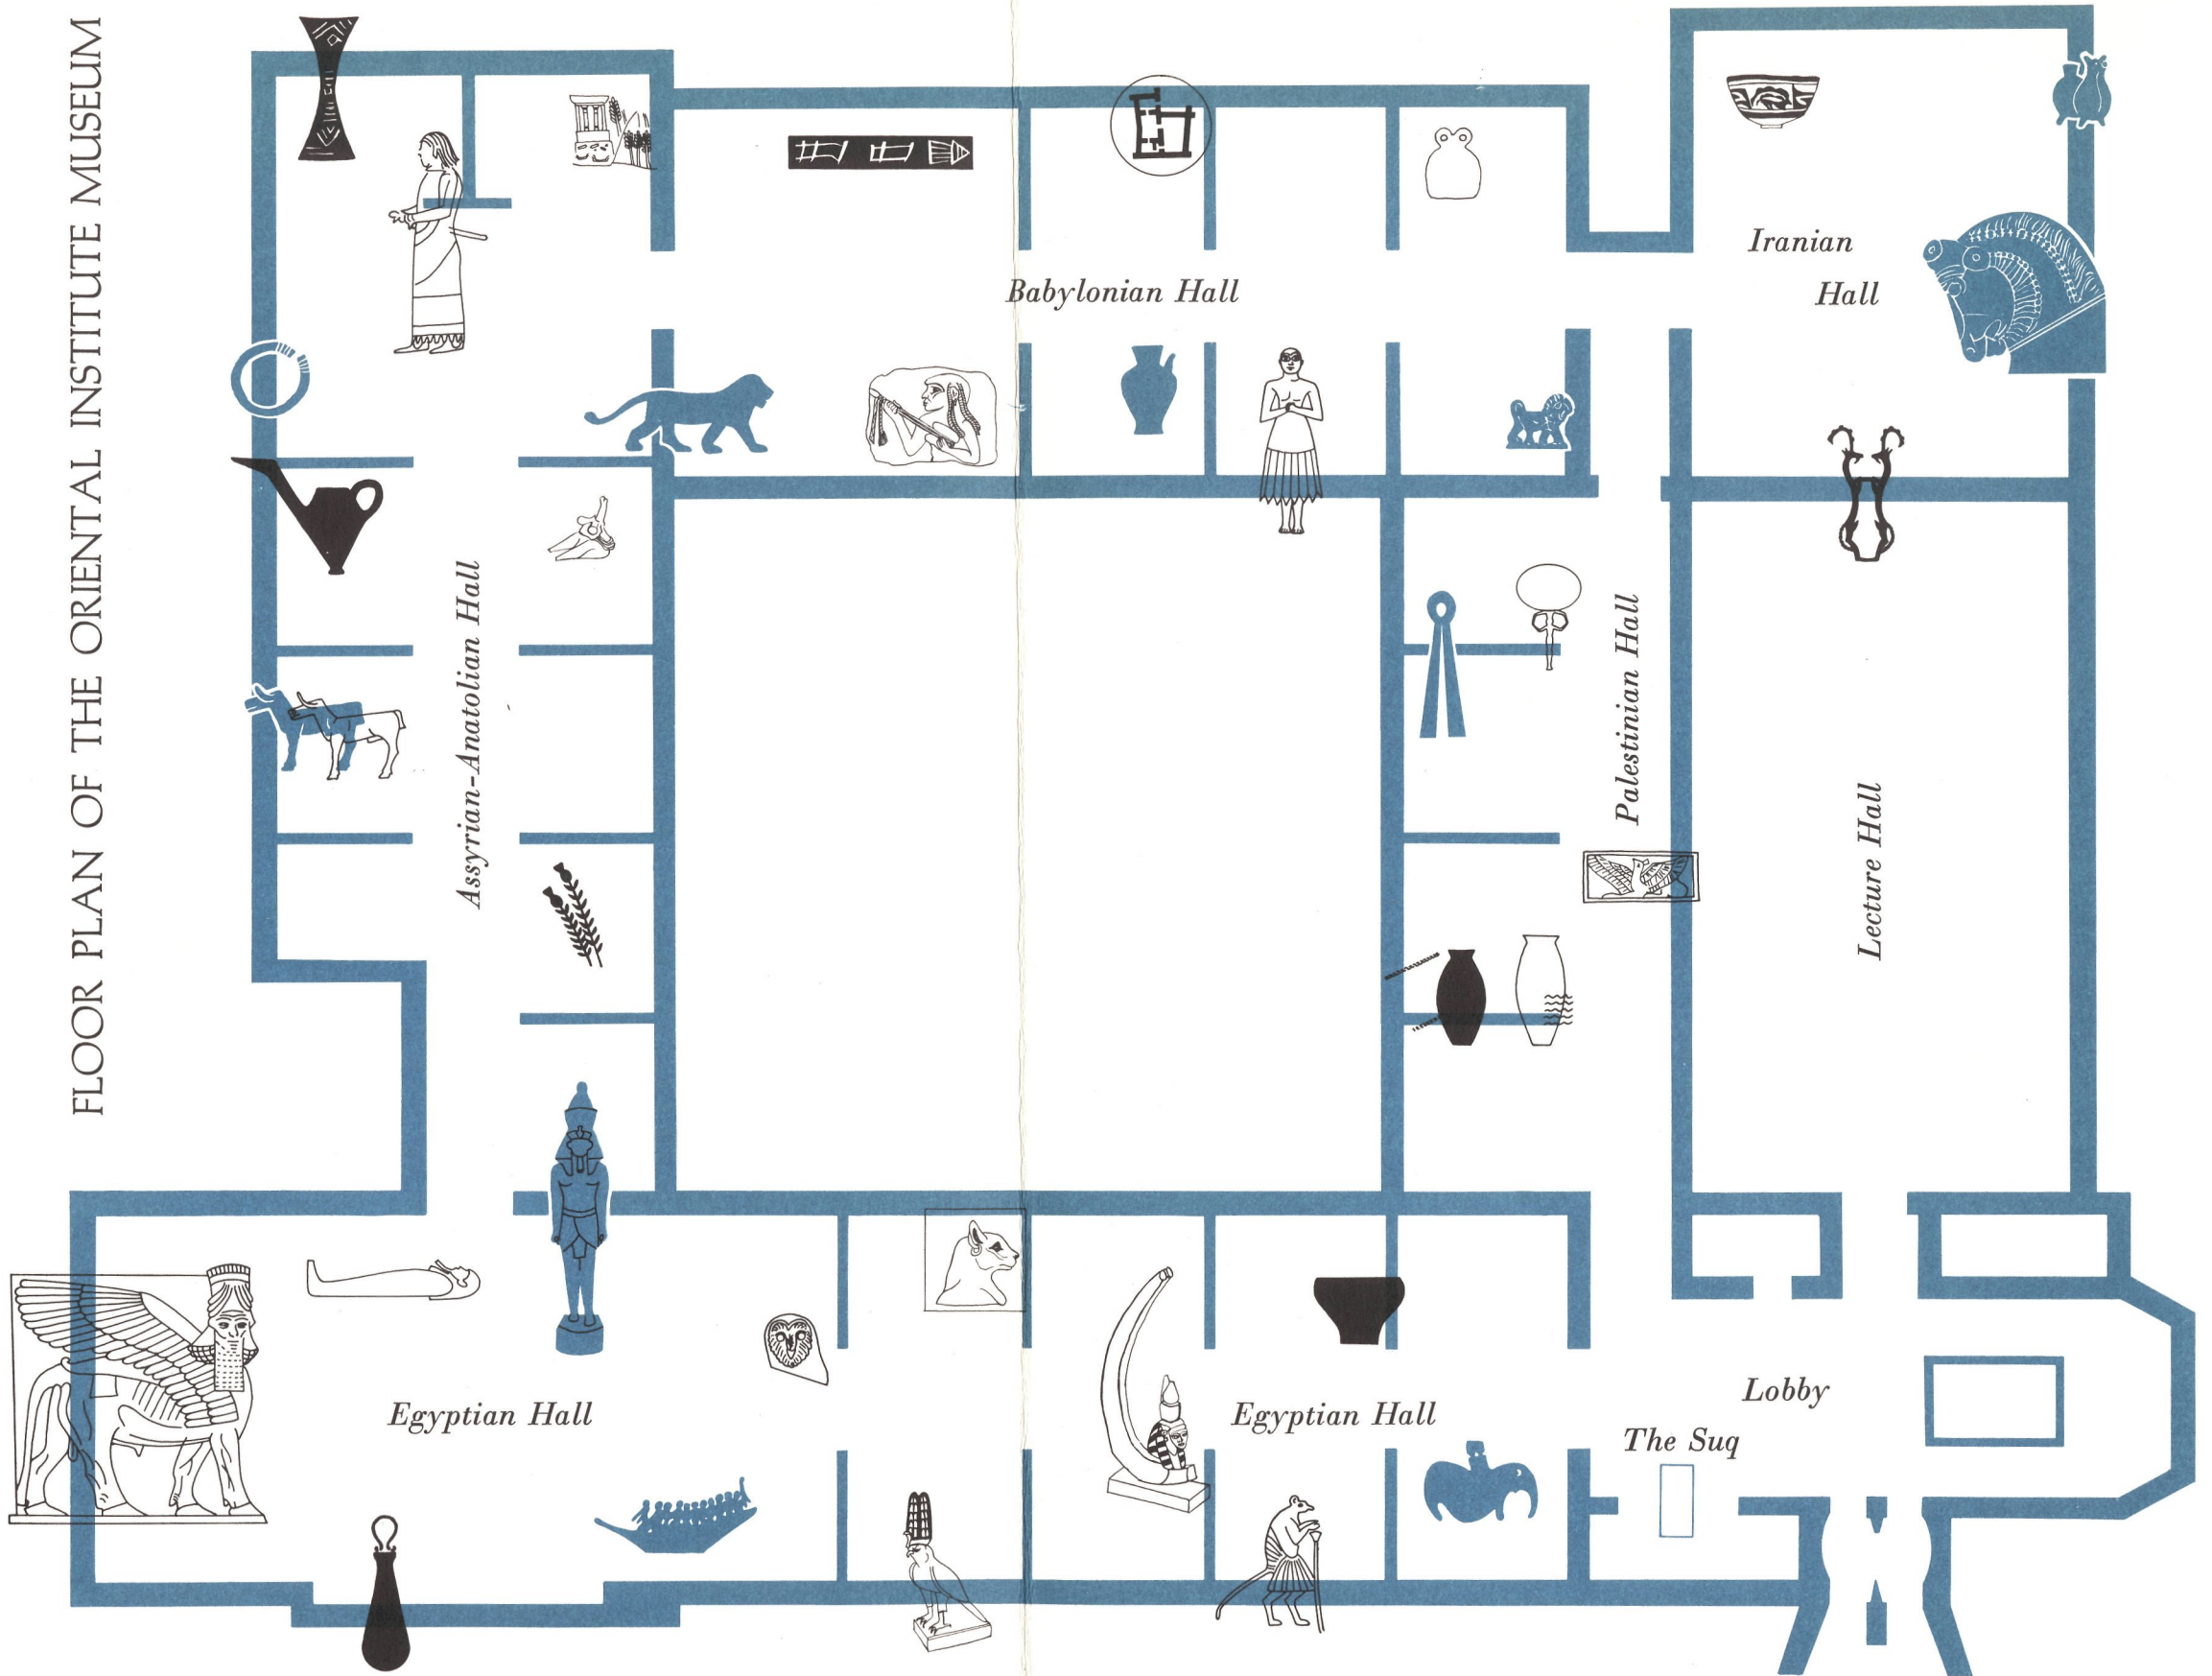 FLOOR PLAN OF THE ORIENTAL INSTITUTE MUSEUM
Babylonian Hall
Iranian
Hall
Assyrian-Anatolian Hall
Palestinian Hall
Lecture Hall
Egyptian Hall
Egyptian Hall
Lobby
The Suq